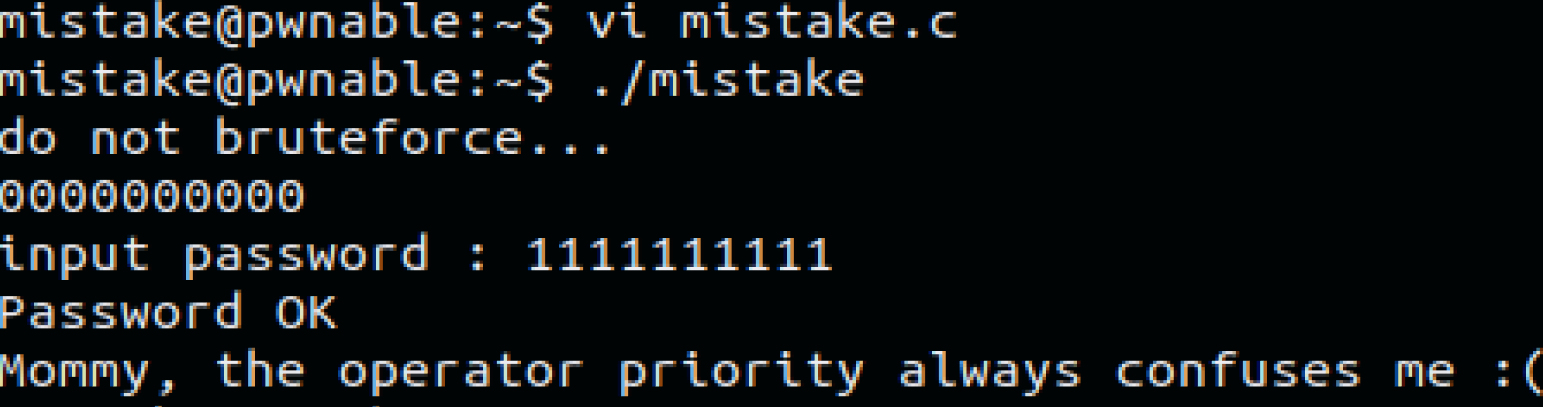 mistake@pwnable:~$ vi mistake.c
mistake@pwnable:~$ ./mistake
do not bruteforce...
0000000000
input password : 1111111111
Password OK
Mommy, the operator priority always confuses me :(